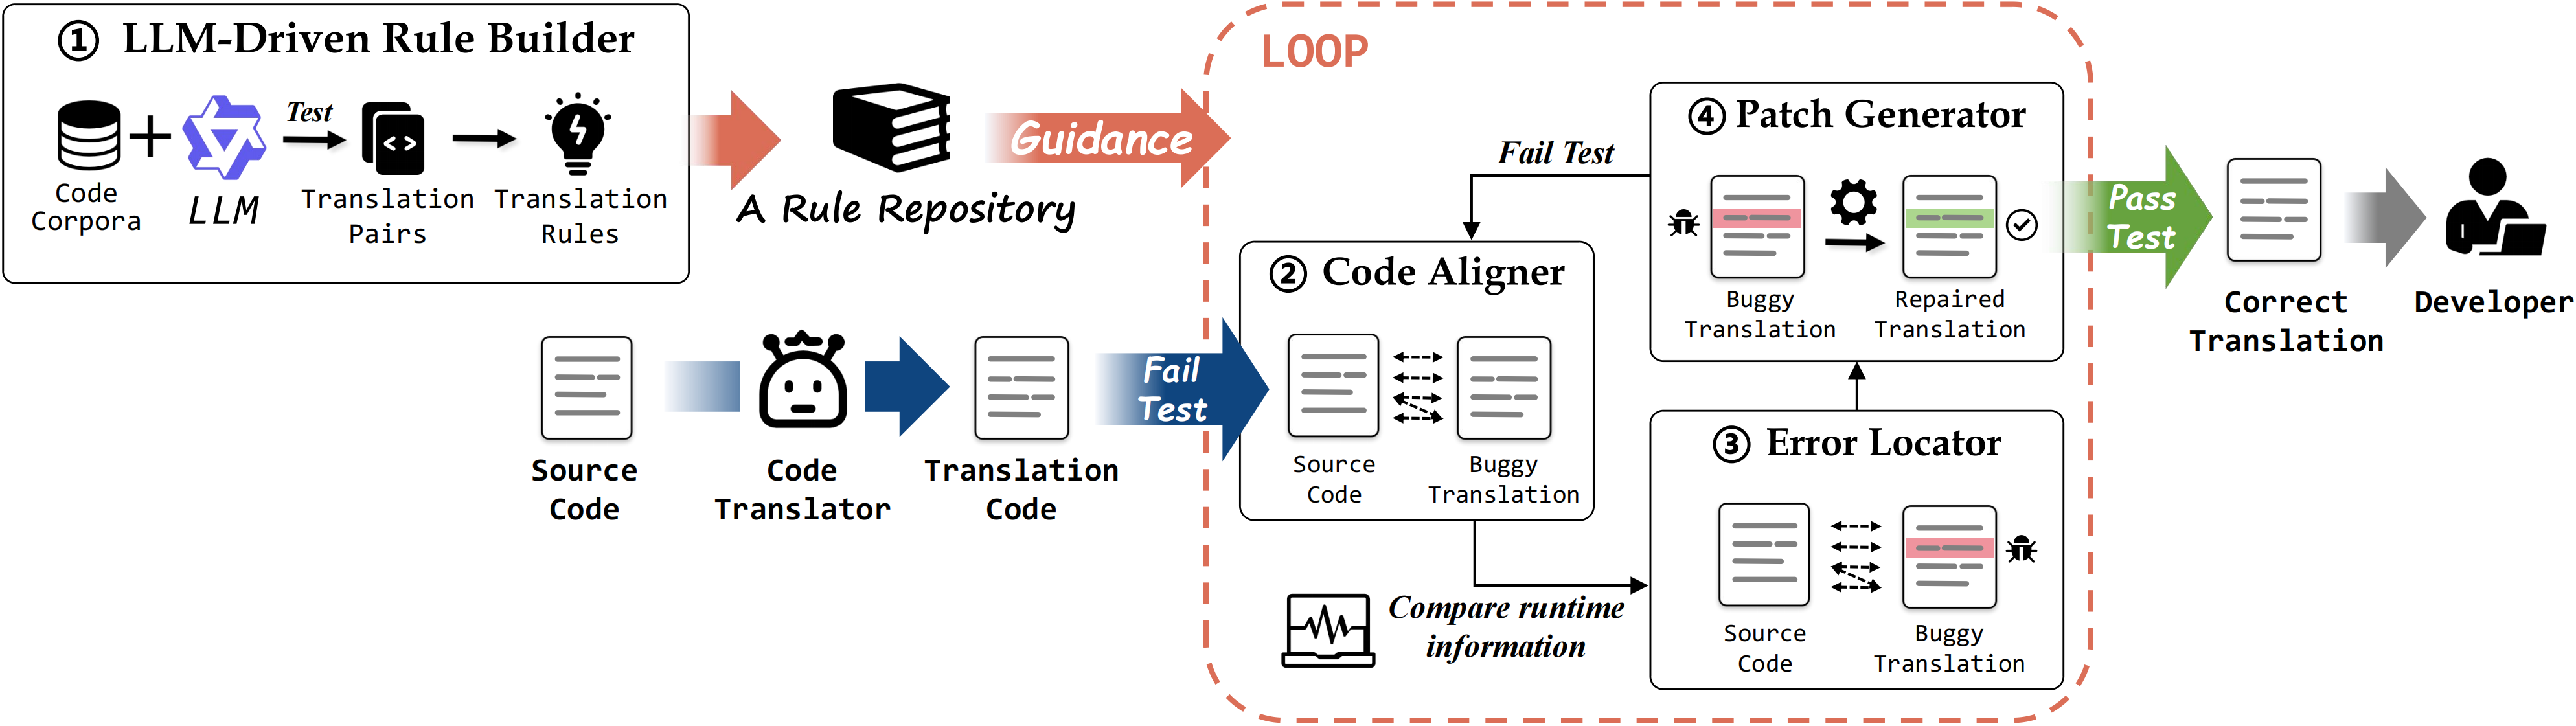 ① LLM-Driven Rule Builder
Test
Code
Corpora
LLM
Translation
Pairs
Translation
Rules
A Rule Repository
Guidance
LOOP
Source
Code
Code
Translator
Translation
Code
Fail
Test
② Code Aligner
Source
Code
Buggy
Translation
Compare runtime
information
③ Error Locator
Source
Code
Buggy
Translation
Fail Test
④ Patch Generator
Buggy
Translation
Repaired
Translation
Pass
Test
Correct
Translation
Developer